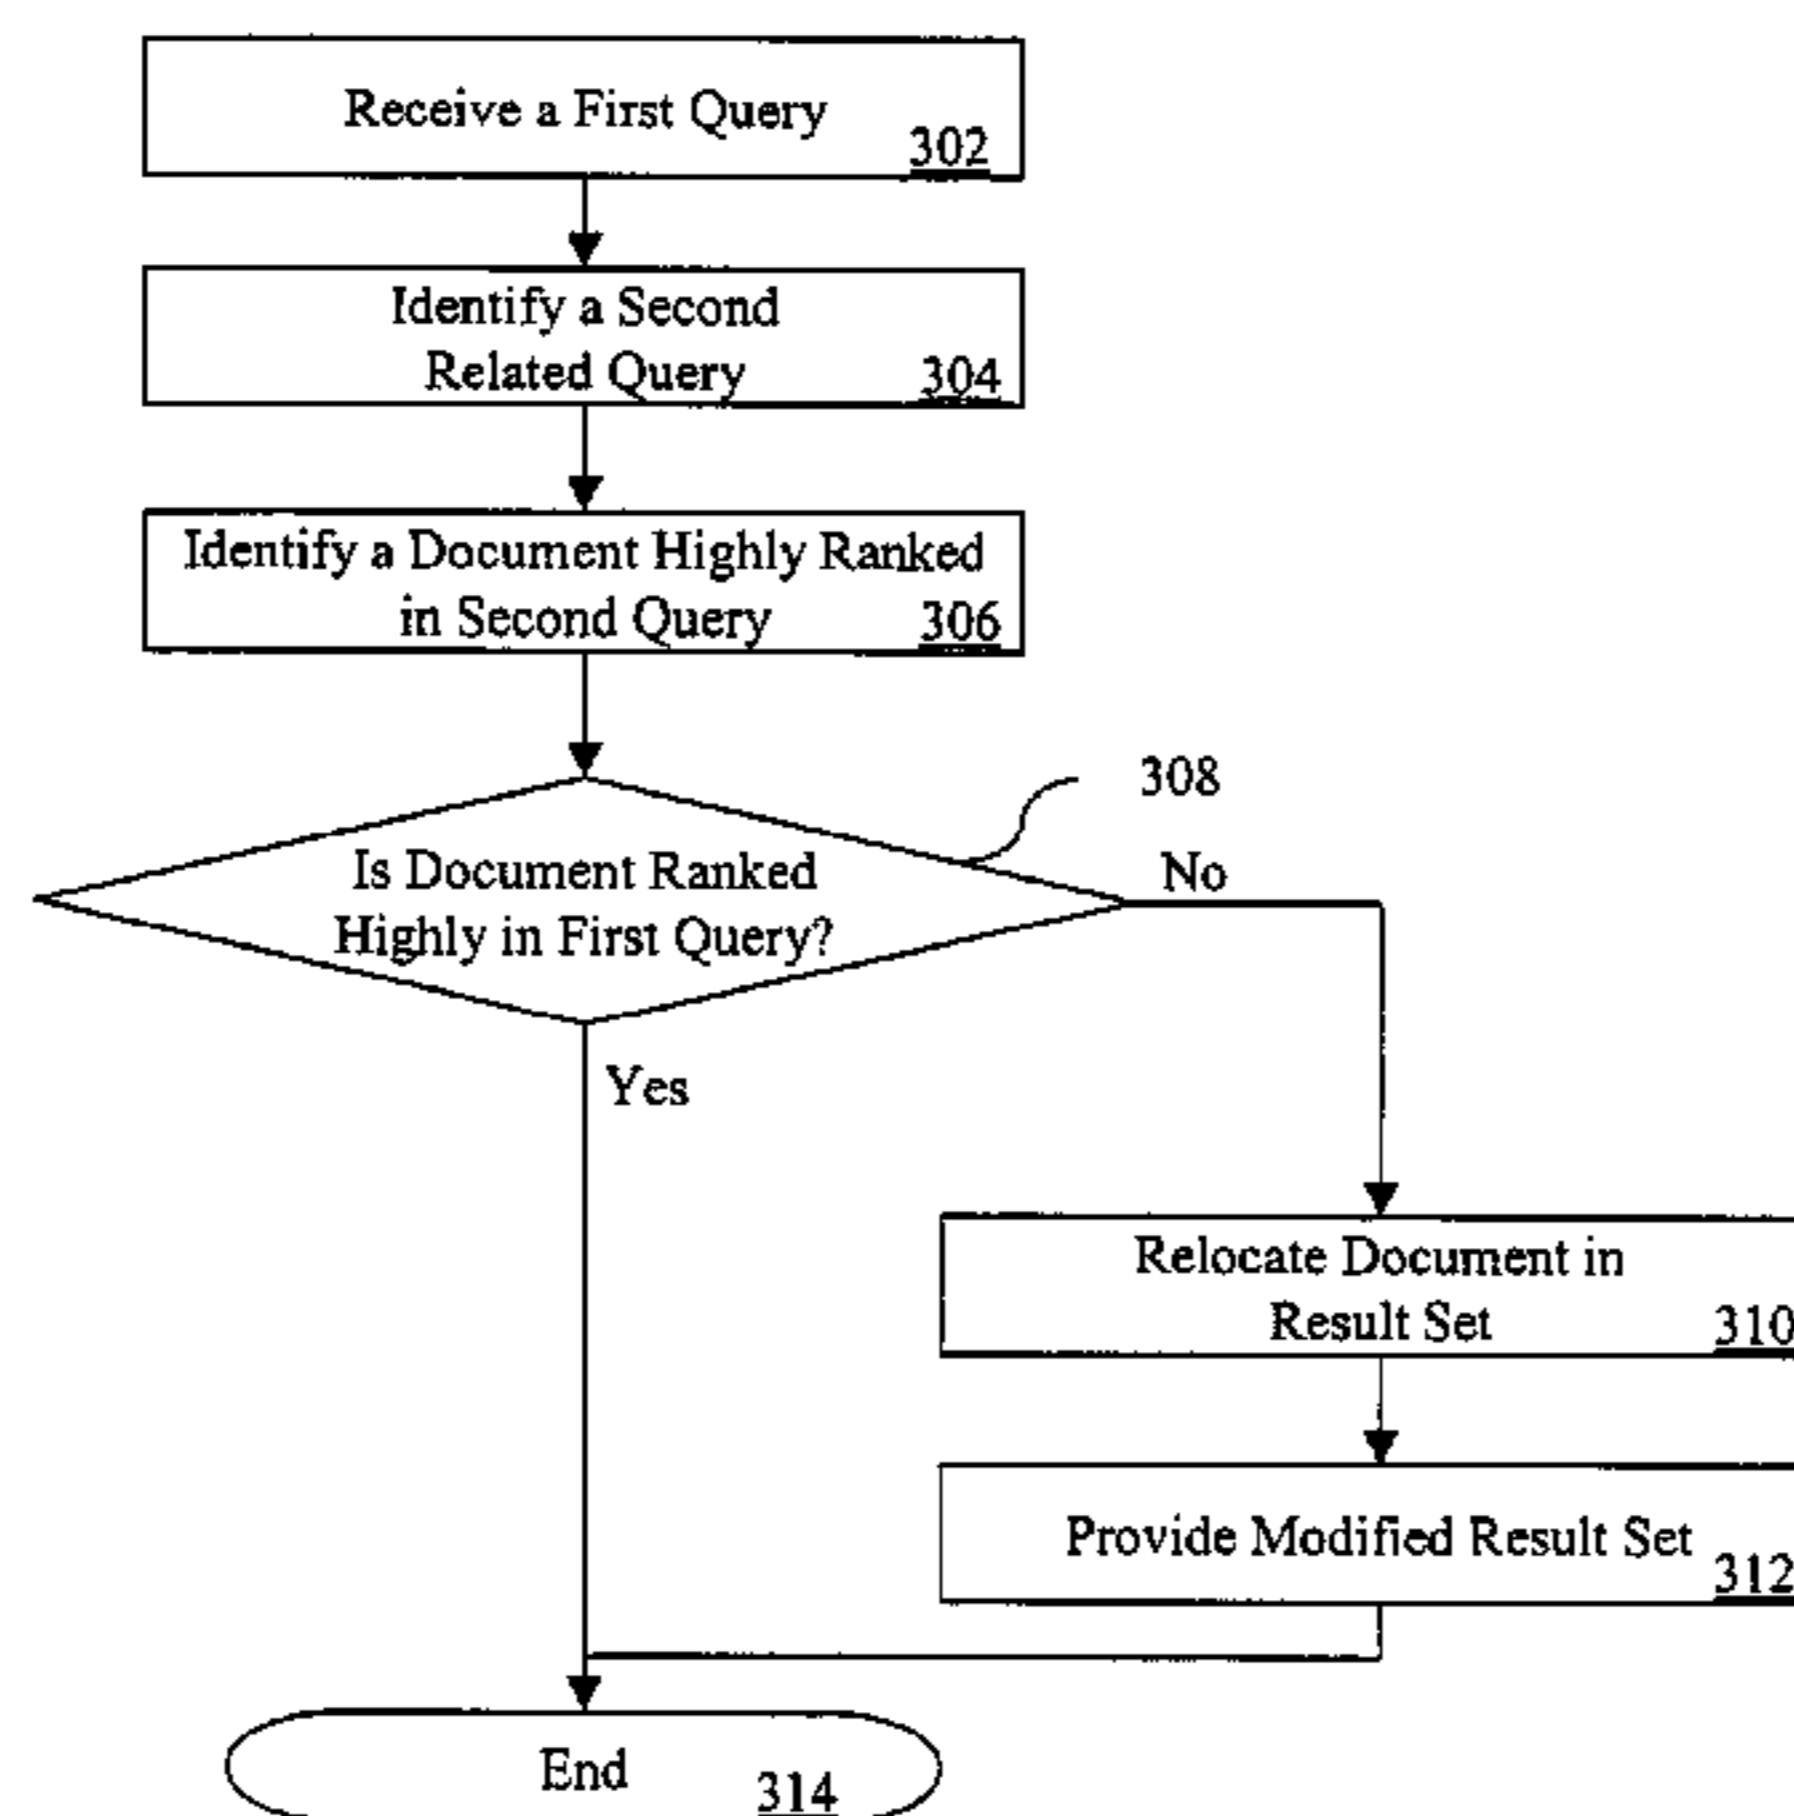 Receive a First Query
302
Identify a Second
Related Query
304
Identify a Document Highly Ranked
in Second Query
306
308
Is Document Ranked
Highly in First Query?
No
Yes
Relocate Document in
Result Set
310
Provide Modified Result Set
312
End
314